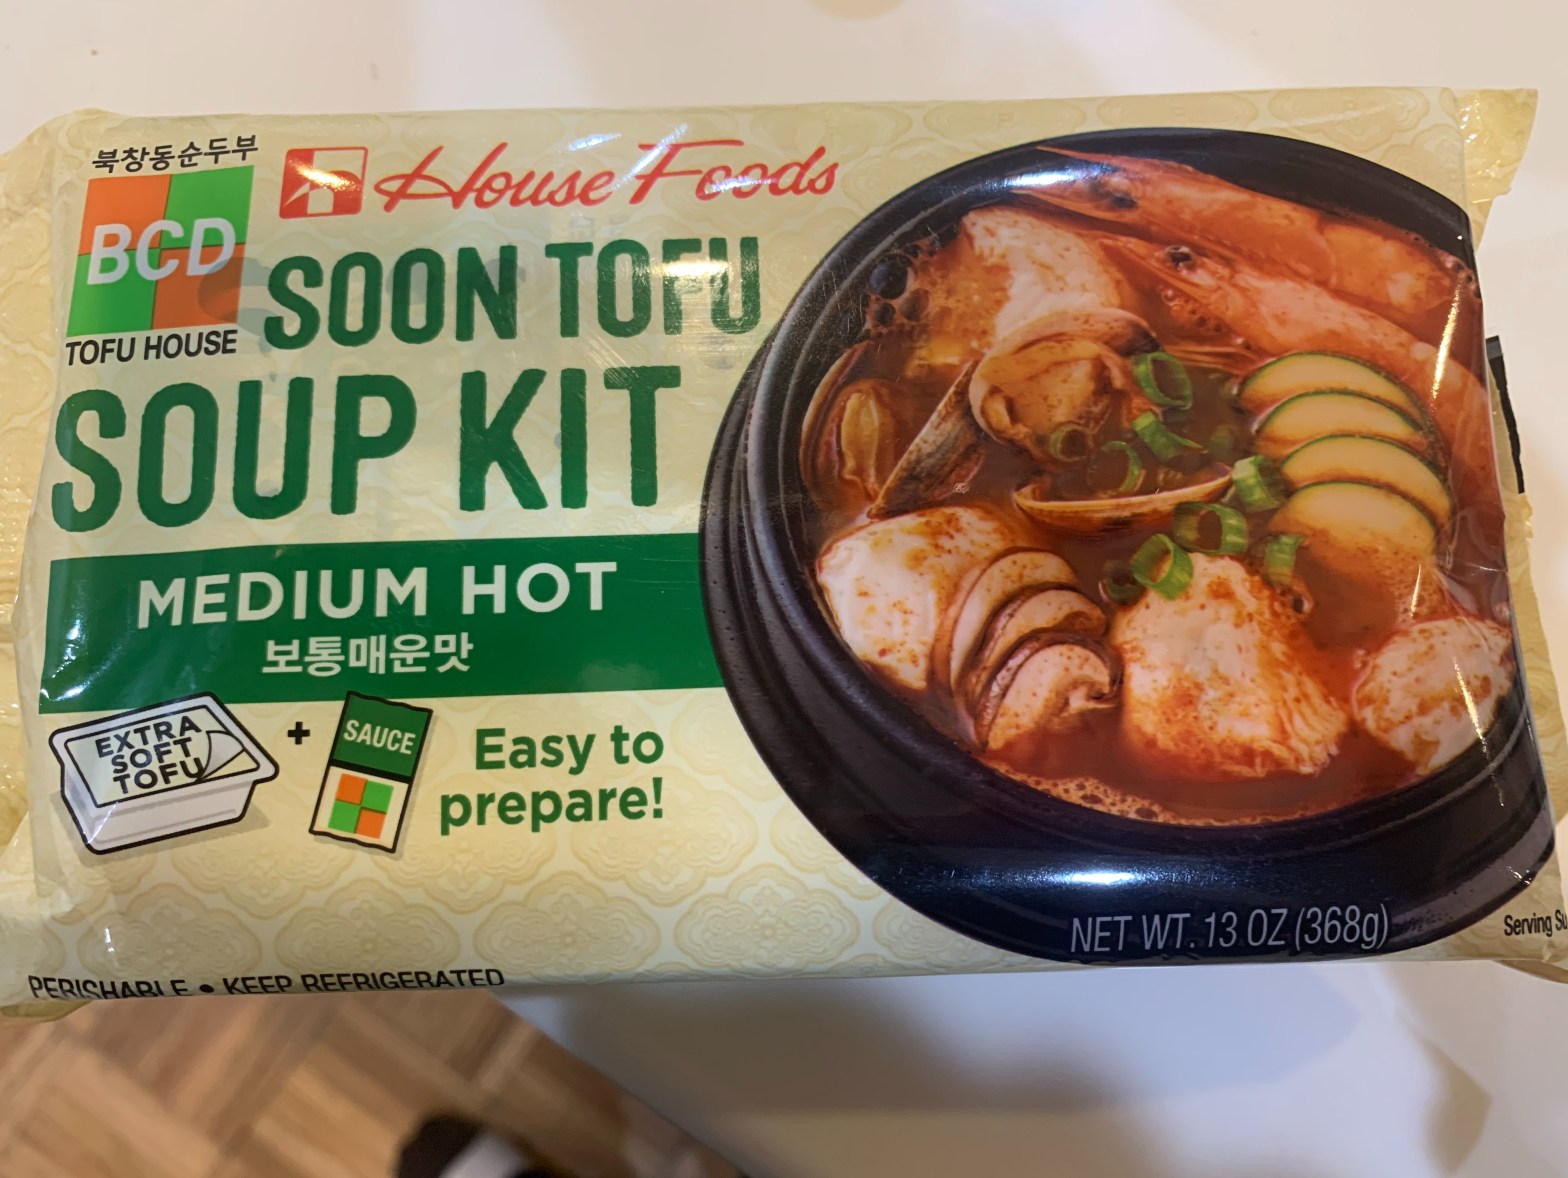 북창동순두부
BCD
TOFU HOUSE
House Foods
SOON TOFU
SOUP KIT
MEDIUM HOT
보통매운맛
EXTRA
SOFT
TOFU
+
SAUCE
Easy to
prepare!
NET WT. 13 OZ (368g)
Serving
PERISHABLE • KEEP REFRIGERATED